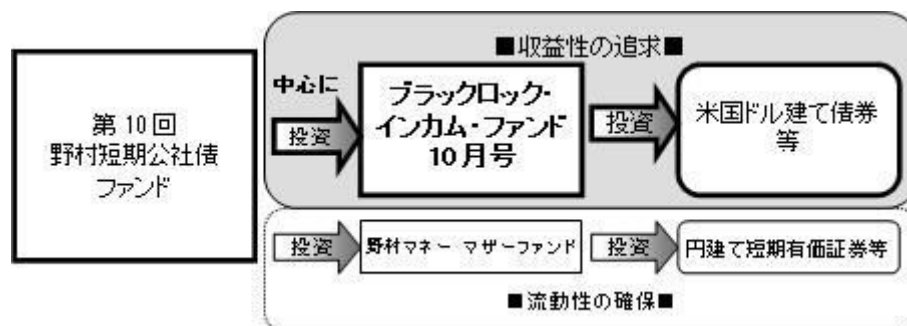 ■収益性の追求■
第10回
野村短期公社債
ファンド
中心に
投資
ブラックロック・
インカム・ファンド
10月号
投資
米国ドル建て債券
等
投資
野村マネー マザーファンド
投資
円建て短期有価証券等
■流動性の確保■